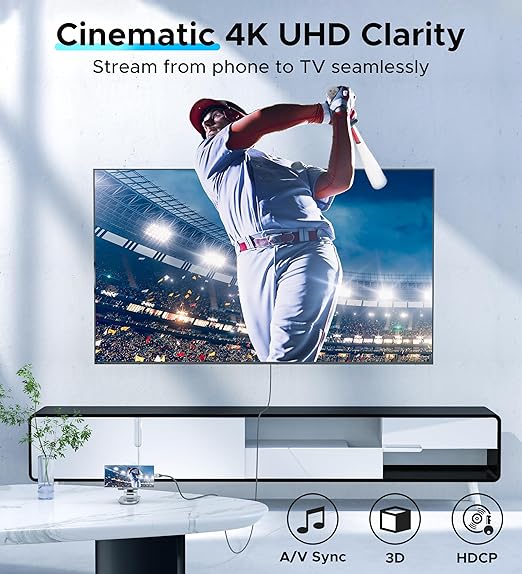 Cinematic 4K UHD Clarity
Stream from phone to TV seamlessly
A/V Sync
3D
HDCP